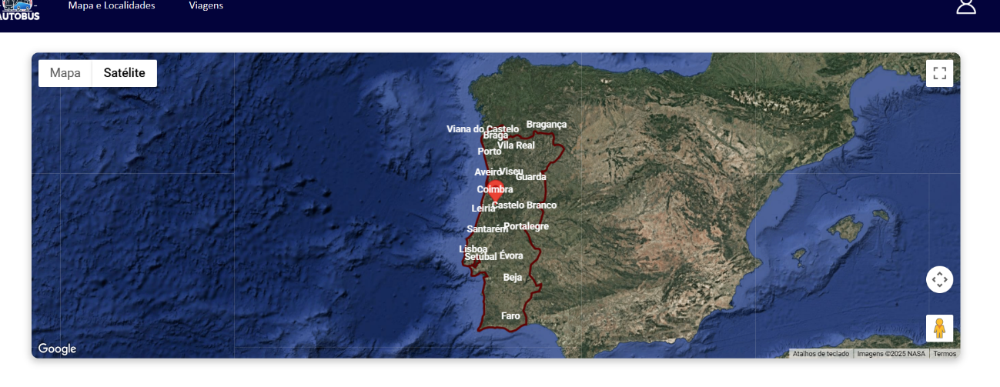 AUTOBUS
Mapa e Localidades
Viagens
Mapa
Satélite
Viana do Castelo
Bragança
Braga
Vila Real
Porto
Aveiro
Viseu
Guarda
Coimbra
Castelo Branco
Leiria
Portalegre
Santarém
Lisboa
Setúbal
Évora
Beja
Faro
Google
Atalhos de teclado
Imagens ©2025 NASA
Termos